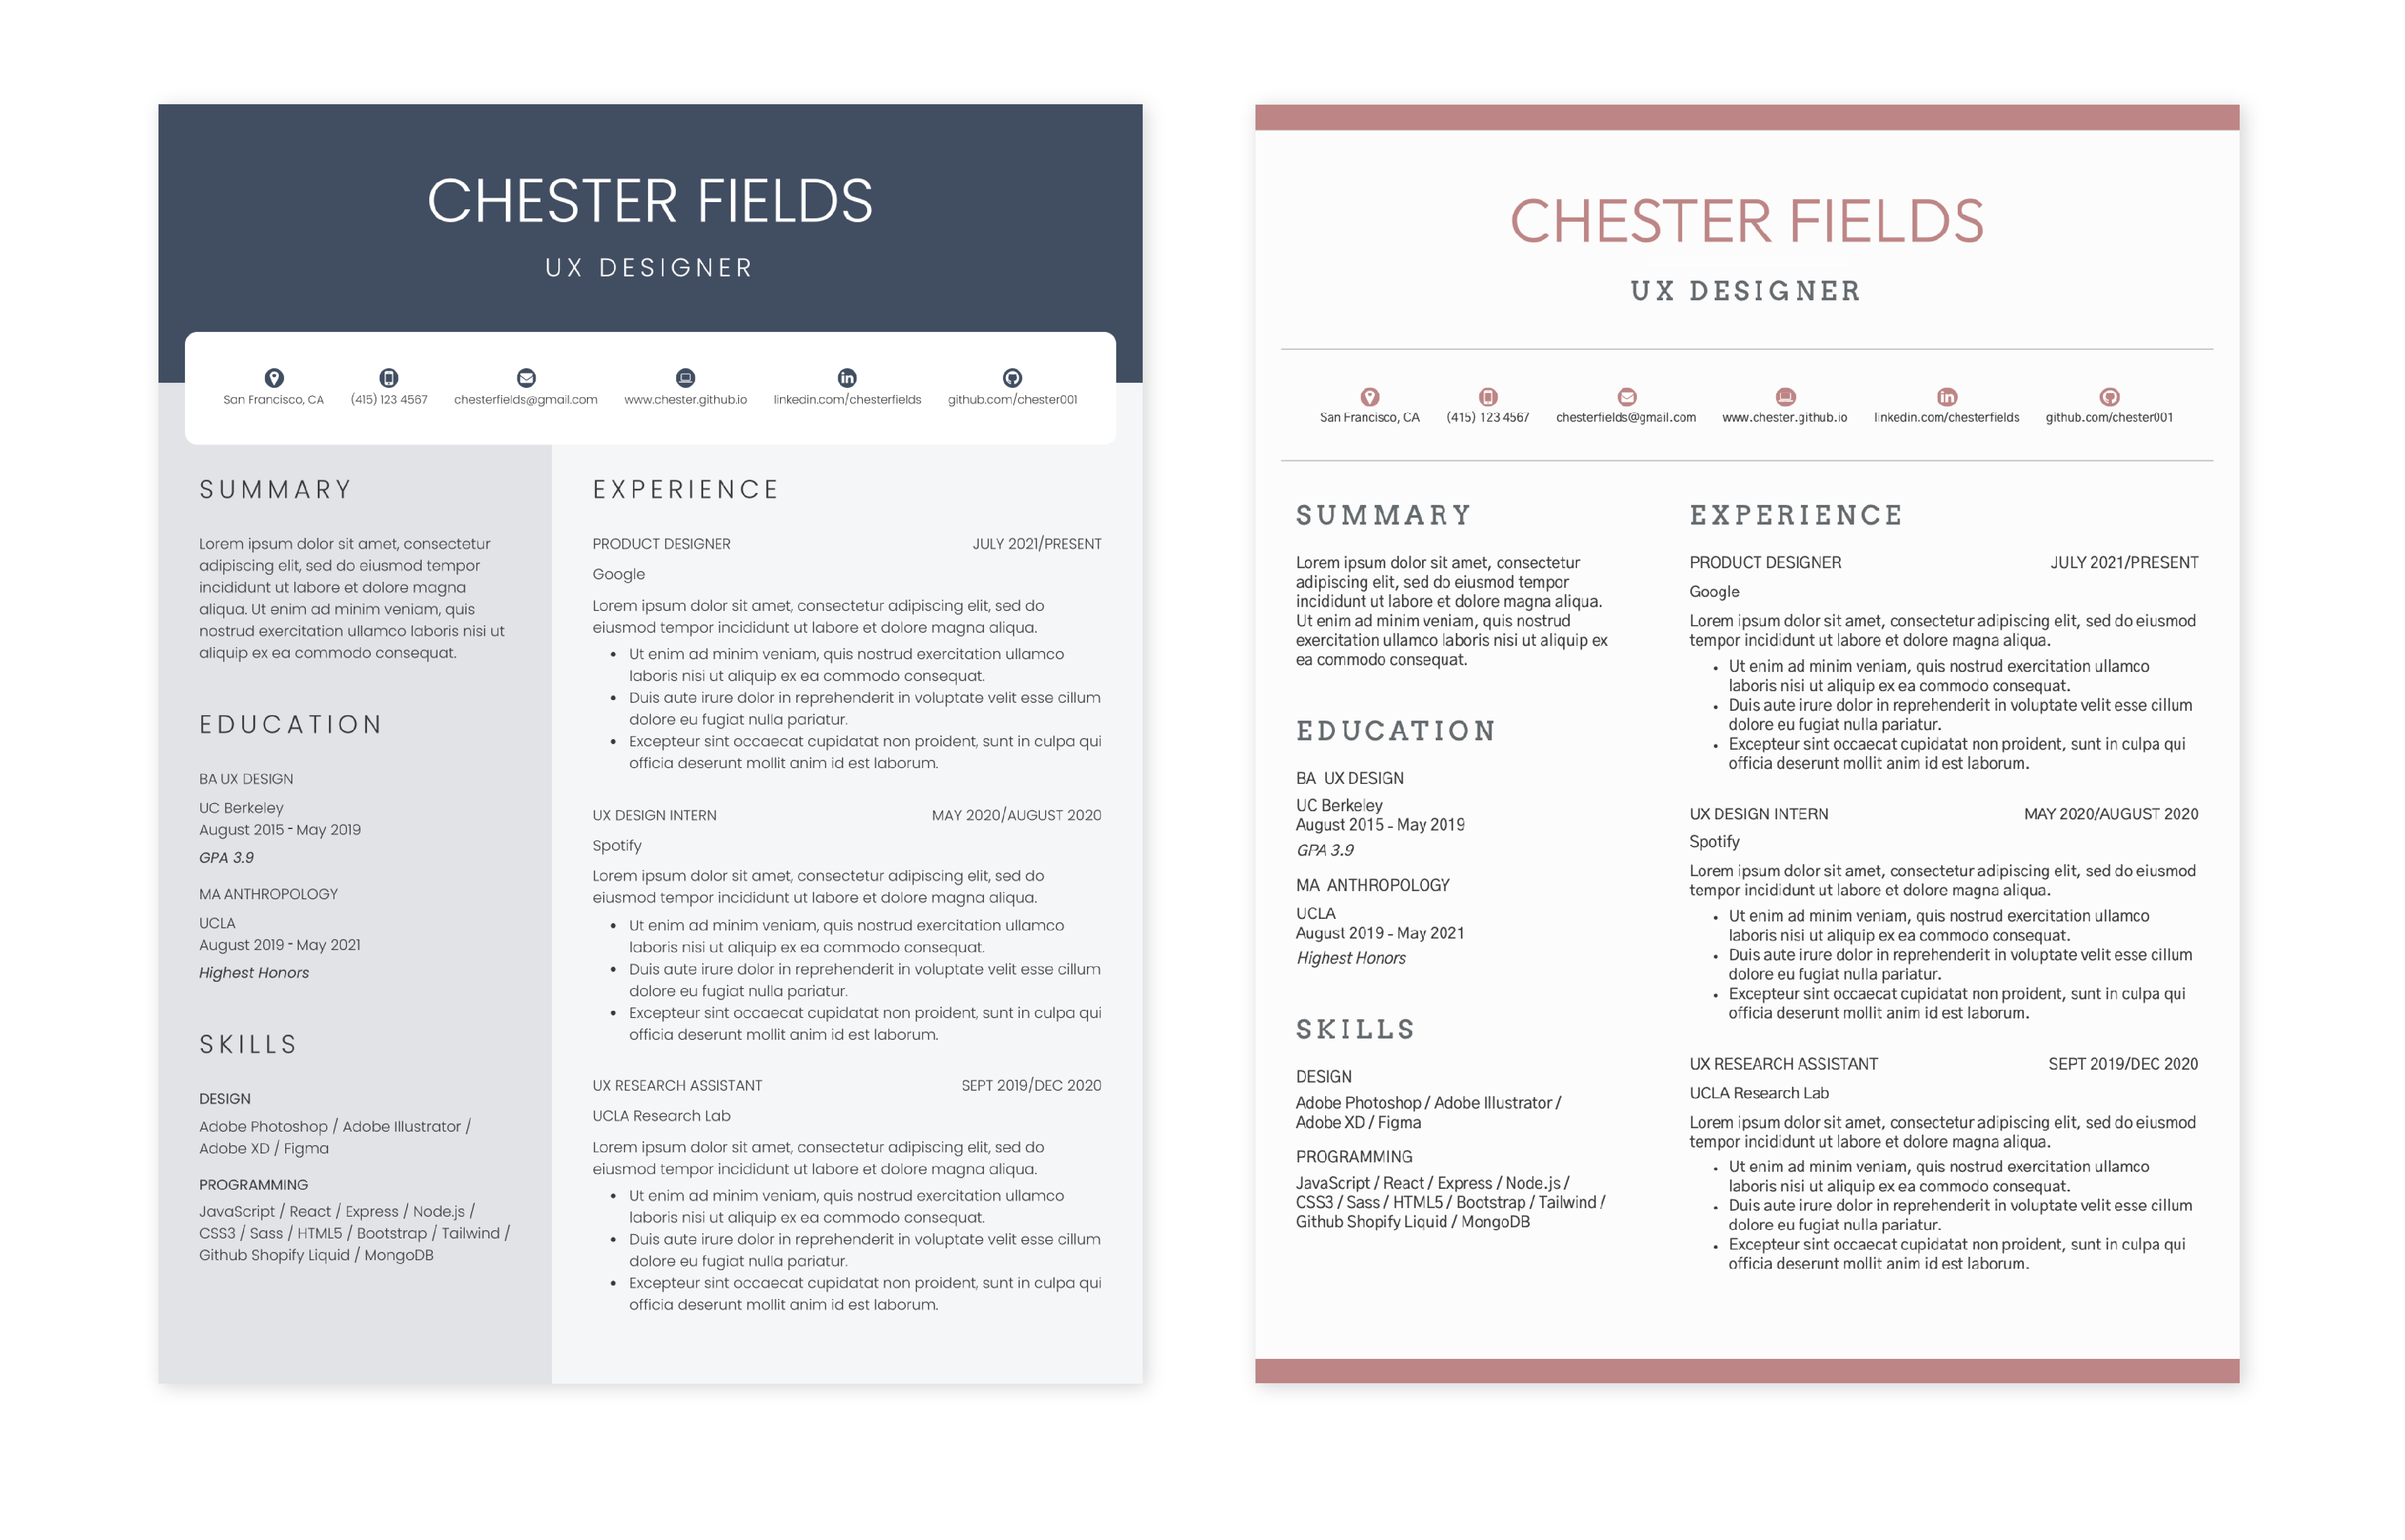 CHESTER FIELDS
UX DESIGNER
San Francisco, CA
(415) 123 4567
chesterfields@gmail.com
www.chester.github.io
linkedin.com/chesterfields
github.com/chester001
SUMMARY
Lorem ipsum dolor sit amet, consectetur
adipiscing elit, sed do eiusmod tempor
incididunt ut labore et dolore magna
aliqua. Ut enim ad minim veniam, quis
nostrud exercitation ullamco laboris nisi ut
aliquip ex ea commodo consequat.
EDUCATION
BA UX DESIGN
UC Berkeley
August 2015 - May 2019
GPA 3.9
MA ANTHROPOLOGY
UCLA
August 2019 - May 2021
Highest Honors
SKILLS
DESIGN
Adobe Photoshop / Adobe Illustrator /
Adobe XD / Figma
PROGRAMMING
JavaScript / React / Express / Node.js /
CSS3 / Sass / HTML5 / Bootstrap / Tailwind /
Github Shopify Liquid / MongoDB
EXPERIENCE
PRODUCT DESIGNER JULY 2021/PRESENT
Google
Lorem ipsum dolor sit amet, consectetur adipiscing elit, sed do
eiusmod tempor incididunt ut labore et dolore magna aliqua.
• Ut enim ad minim veniam, quis nostrud exercitation ullamco
laboris nisi ut aliquip ex ea commodo consequat.
• Duis aute irure dolor in reprehenderit in voluptate velit esse cillum
dolore eu fugiat nulla pariatur.
• Excepteur sint occaecat cupidatat non proident, sunt in culpa qui
officia deserunt mollit anim id est laborum.
UX DESIGN INTERN MAY 2020/AUGUST 2020
Spotify
Lorem ipsum dolor sit amet, consectetur adipiscing elit, sed do
eiusmod tempor incididunt ut labore et dolore magna aliqua.
• Ut enim ad minim veniam, quis nostrud exercitation ullamco
laboris nisi ut aliquip ex ea commodo consequat.
• Duis aute irure dolor in reprehenderit in voluptate velit esse cillum
dolore eu fugiat nulla pariatur.
• Excepteur sint occaecat cupidatat non proident, sunt in culpa qui
officia deserunt mollit anim id est laborum.
UX RESEARCH ASSISTANT SEPT 2019/DEC 2020
UCLA Research Lab
Lorem ipsum dolor sit amet, consectetur adipiscing elit, sed do
eiusmod tempor incididunt ut labore et dolore magna aliqua.
• Ut enim ad minim veniam, quis nostrud exercitation ullamco
laboris nisi ut aliquip ex ea commodo consequat.
• Duis aute irure dolor in reprehenderit in voluptate velit esse cillum
dolore eu fugiat nulla pariatur.
• Excepteur sint occaecat cupidatat non proident, sunt in culpa qui
officia deserunt mollit anim id est laborum.
CHESTER FIELDS
UX DESIGNER
San Francisco, CA
(415) 123 4567
chesterfields@gmail.com
www.chester.github.io
linkedin.com/chesterfields
github.com/chester001
SUMMARY
Lorem ipsum dolor sit amet, consectetur
adipiscing elit, sed do eiusmod tempor
incididunt ut labore et dolore magna aliqua.
Ut enim ad minim veniam, quis nostrud
exercitation ullamco laboris nisi ut aliquip ex
ea commodo consequat.
EDUCATION
BA UX DESIGN
UC Berkeley
August 2015 - May 2019
GPA 3.9
MA ANTHROPOLOGY
UCLA
August 2019 - May 2021
Highest Honors
SKILLS
DESIGN
Adobe Photoshop / Adobe Illustrator /
Adobe XD / Figma
PROGRAMMING
JavaScript / React / Express / Node.js /
CSS3 / Sass / HTML5 / Bootstrap / Tailwind /
Github Shopify Liquid / MongoDB
EXPERIENCE
PRODUCT DESIGNER JULY 2021/PRESENT
Google
Lorem ipsum dolor sit amet, consectetur adipiscing elit, sed do eiusmod
tempor incididunt ut labore et dolore magna aliqua.
• Ut enim ad minim veniam, quis nostrud exercitation ullamco
laboris nisi ut aliquip ex ea commodo consequat.
• Duis aute irure dolor in reprehenderit in voluptate velit esse cillum
dolore eu fugiat nulla pariatur.
• Excepteur sint occaecat cupidatat non proident, sunt in culpa qui
officia deserunt mollit anim id est laborum.
UX DESIGN INTERN MAY 2020/AUGUST 2020
Spotify
Lorem ipsum dolor sit amet, consectetur adipiscing elit, sed do eiusmod
tempor incididunt ut labore et dolore magna aliqua.
• Ut enim ad minim veniam, quis nostrud exercitation ullamco
laboris nisi ut aliquip ex ea commodo consequat.
• Duis aute irure dolor in reprehenderit in voluptate velit esse cillum
dolore eu fugiat nulla pariatur.
• Excepteur sint occaecat cupidatat non proident, sunt in culpa qui
officia deserunt mollit anim id est laborum.
UX RESEARCH ASSISTANT SEPT 2019/DEC 2020
UCLA Research Lab
Lorem ipsum dolor sit amet, consectetur adipiscing elit, sed do eiusmod
tempor incididunt ut labore et dolore magna aliqua.
• Ut enim ad minim veniam, quis nostrud exercitation ullamco
laboris nisi ut aliquip ex ea commodo consequat.
• Duis aute irure dolor in reprehenderit in voluptate velit esse cillum
dolore eu fugiat nulla pariatur.
• Excepteur sint occaecat cupidatat non proident, sunt in culpa qui
officia deserunt mollit anim id est laborum.